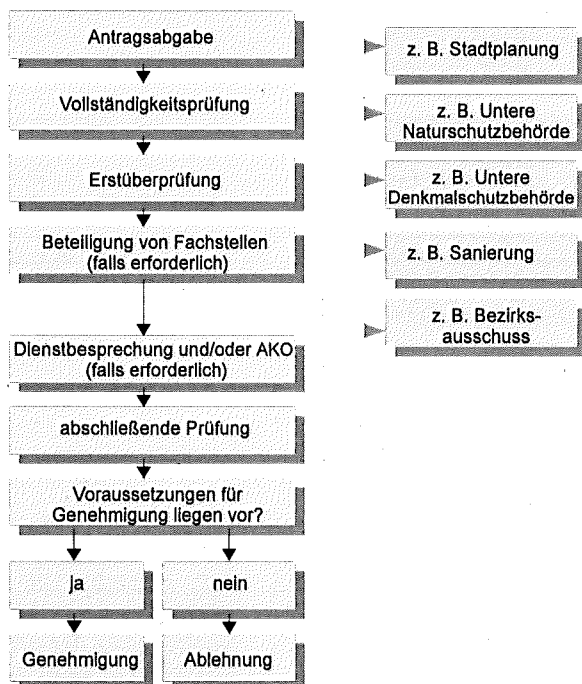 Antragsabgabe
Vollständigkeitsprüfung
Erstüberprüfung
Beteiligung von Fachstellen
(falls erforderlich)
Dienstbesprechung und/oder AKO
(falls erforderlich)
abschließende Prüfung
Voraussetzungen für
Genehmigung liegen vor?
ja
nein
Genehmigung
Ablehnung
z. B. Stadtplanung
z. B. Untere
Naturschutzbehörde
z. B. Untere
Denkmalschutzbehörde
z. B. Sanierung
z. B. Bezirks-
ausschuss